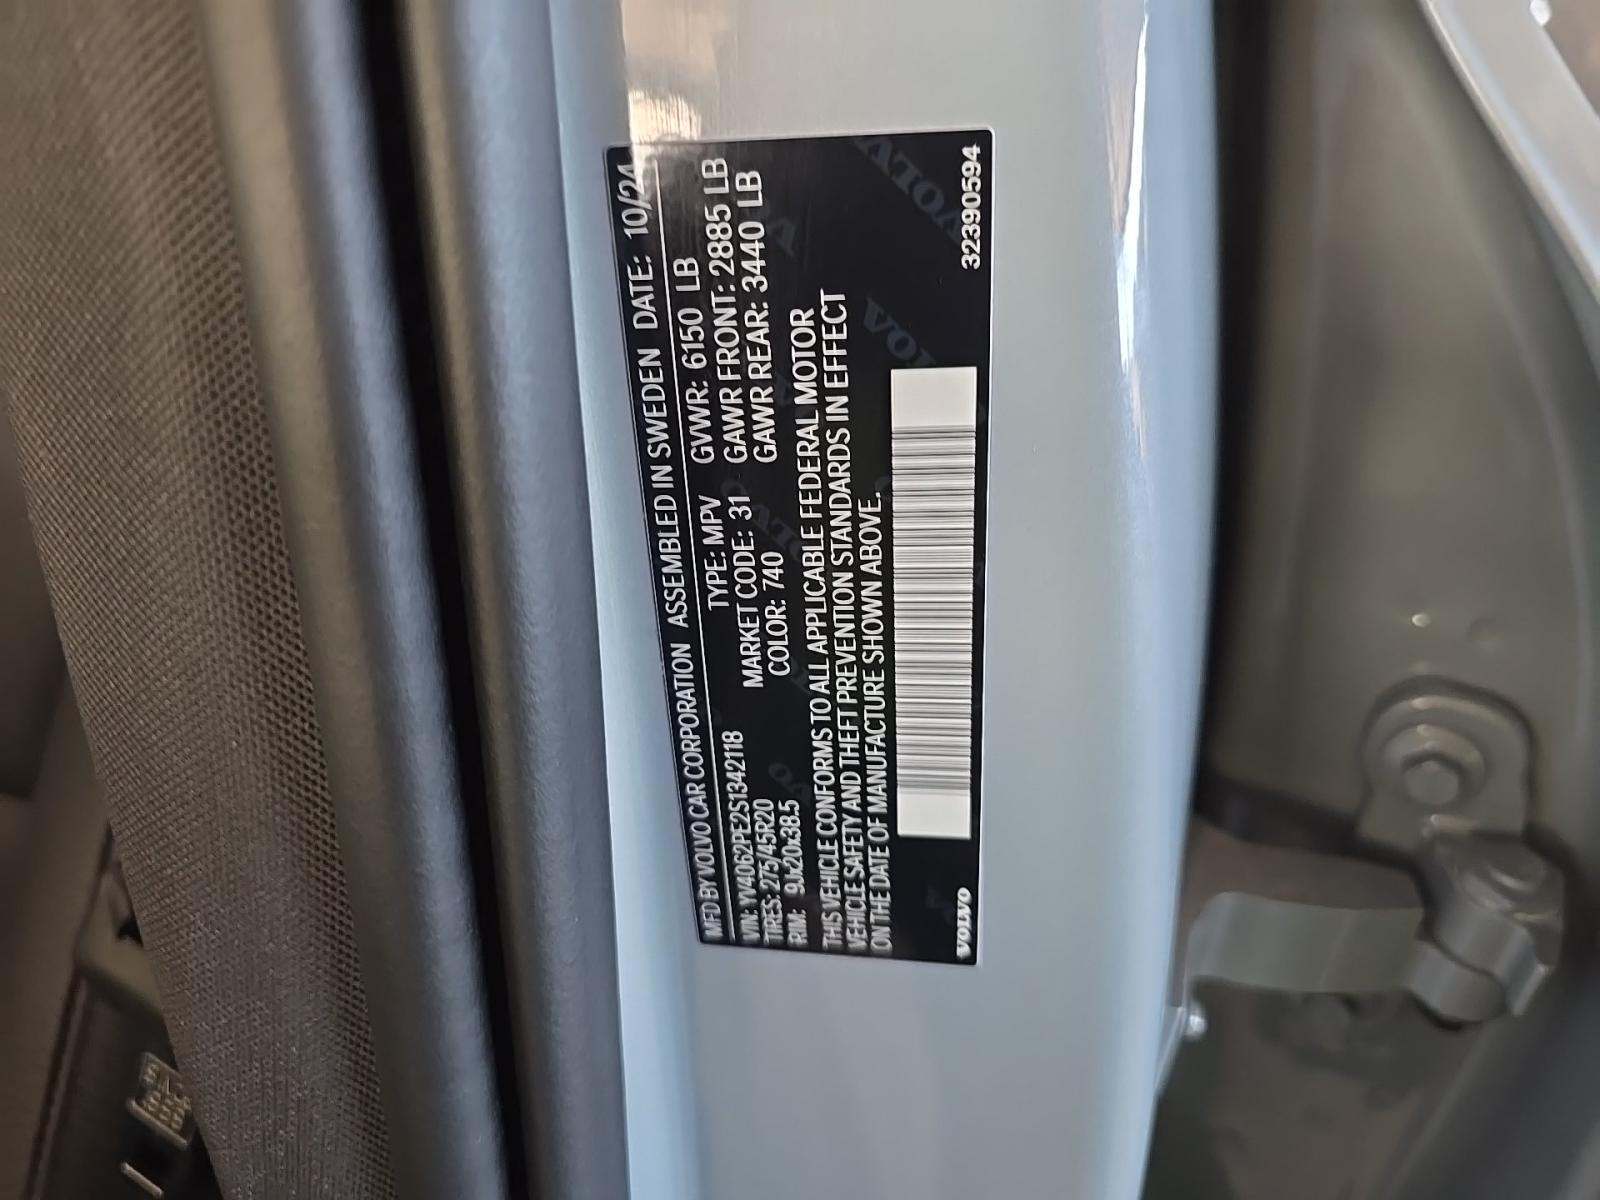 MFD BY VOLVO CAR CORPORATION ASSEMBLED IN SWEDEN DATE: 10/24
VIN: YV4062PE2S1342118 TYPE: MPV GVWR: 6150 LB
TIRES: 275/45R20 MARKET CODE: 31 GAWR FRONT: 2885 LB
RIM: 9Jx20x38.5 COLOR: 740 GAWR REAR: 3440 LB
THIS VEHICLE CONFORMS TO ALL APPLICABLE FEDERAL MOTOR
VEHICLE SAFETY AND THEFT PREVENTION STANDARDS IN EFFECT
ON THE DATE OF MANUFACTURE SHOWN ABOVE.
VOLVO 32390594